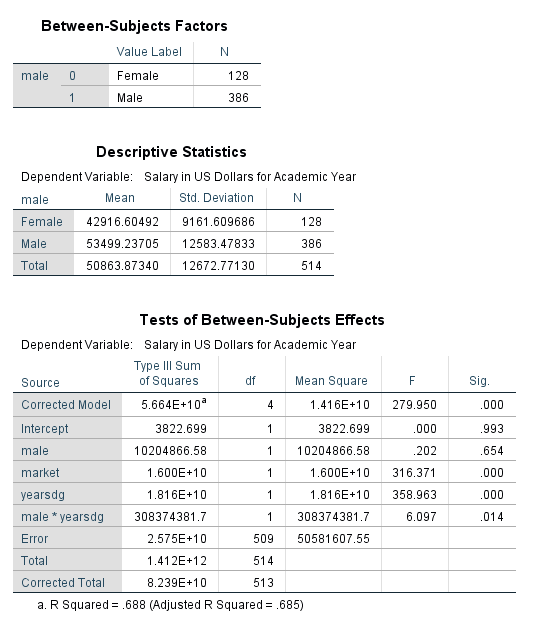 Between-Subjects Factors
Value Label N
male 0 Female 128
1 Male 386
Descriptive Statistics
Dependent Variable: Salary in US Dollars for Academic Year
male Mean Std. Deviation N
Female 42916.60492 9161.609686 128
Male 53499.23705 12583.47833 386
Total 50863.87340 12672.77130 514
Tests of Between-Subjects Effects
Dependent Variable: Salary in US Dollars for Academic Year
Type III Sum
Source of Squares df Mean Square F Sig.
Corrected Model 5.664E+10a 4 1.416E+10 279.950 .000
Intercept 3822.699 1 3822.699 .000 .993
male 10204866.58 1 10204866.58 .202 .654
market 1.600E+10 1 1.600E+10 316.371 .000
yearsdg 1.816E+10 1 1.816E+10 358.963 .000
male * yearsdg 308374381.7 1 308374381.7 6.097 .014
Error 2.575E+10 509 50581607.55
Total 1.412E+12 514
Corrected Total 8.239E+10 513
a. R Squared = .688 (Adjusted R Squared = .685)